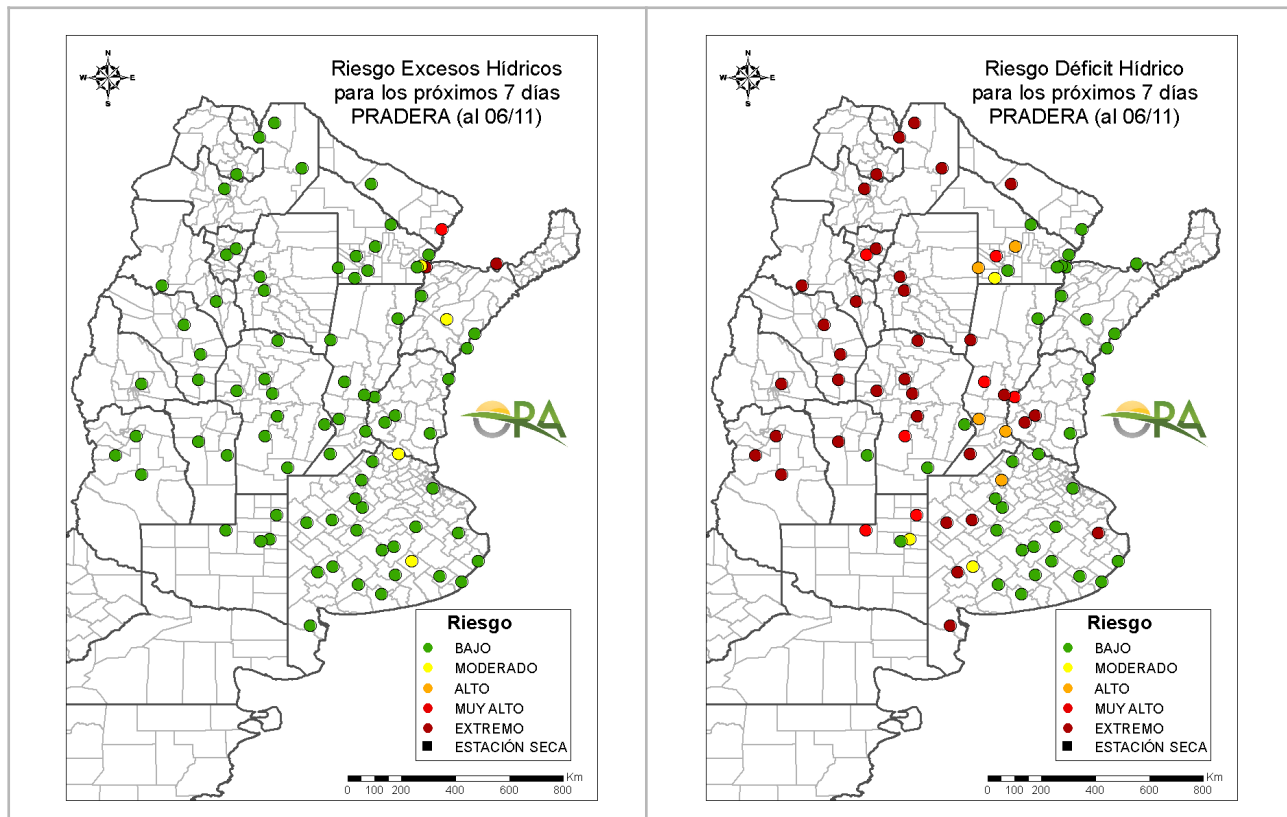 N
W E
S
Riesgo Excesos Hídricos
para los próximos 7 días
PRADERA (al 06/11)
ORA
Riesgo
BAJO
MODERADO
ALTO
MUY ALTO
EXTREMO
ESTACIÓN SECA
Km
0 100 200 400 600 800
N
W E
S
Riesgo Déficit Hídrico
para los próximos 7 días
PRADERA (al 06/11)
ORA
Riesgo
BAJO
MODERADO
ALTO
MUY ALTO
EXTREMO
ESTACIÓN SECA
Km
0 100 200 400 600 800